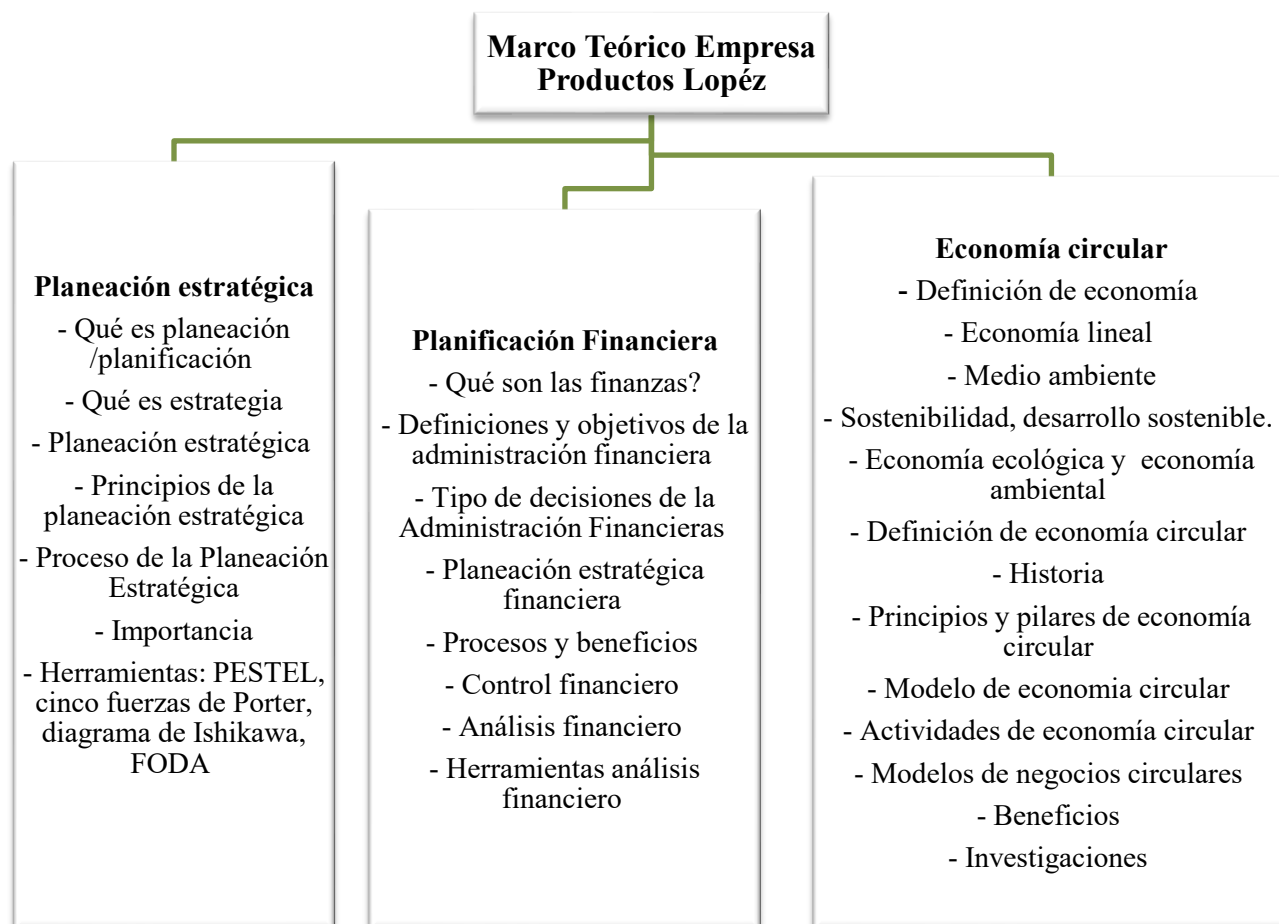 Marco Teórico Empresa
Productos Lopéz
Planeación estratégica
- Qué es planeación
/planificación
- Qué es estrategia
- Planeación estratégica
- Principios de la
planeación estratégica
- Proceso de la Planeación
Estratégica
- Importancia
- Herramientas: PESTEL,
cinco fuerzas de Porter,
diagrama de Ishikawa,
FODA
Planificación Financiera
- Qué son las finanzas?
- Definiciones y objetivos de la
administración financiera
- Tipo de decisiones de la
Administración Financieras
- Planeación estratégica
financiera
- Procesos y beneficios
- Control financiero
- Análisis financiero
- Herramientas análisis
financiero
Economía circular
- Definición de economía
- Economía lineal
- Medio ambiente
- Sostenibilidad, desarrollo sostenible.
- Economía ecológica y  economía
ambiental
- Definición de economía circular
- Historia
- Principios y pilares de economía
circular
- Modelo de economia circular
- Actividades de economía circular
- Modelos de negocios circulares
- Beneficios
- Investigaciones